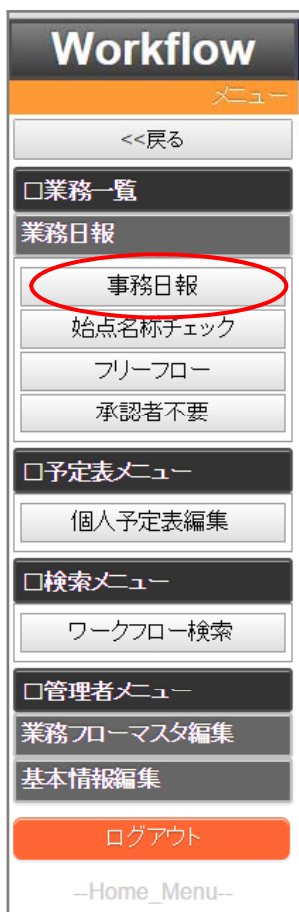 Workflow
メニュー
<<戻る
□業務一覧
業務日報
事務日報
始点名称チェック
フリーフロー
承認者不要
□予定表メニュー
個人予定表編集
□検索メニュー
ワークフロー検索
□管理者メニュー
業務フローマスタ編集
基本情報編集
ログアウト
--Home_Menu--